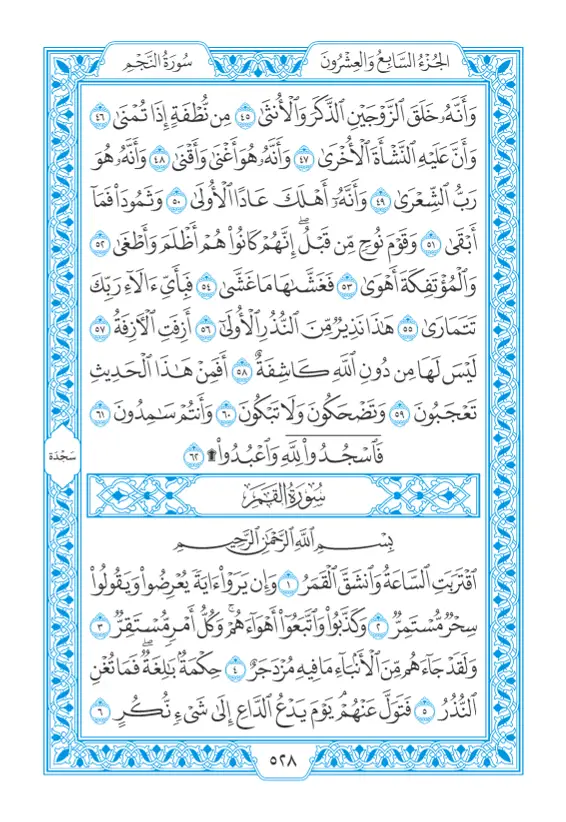 الجُزْءُ السَّابِعُ وَالعِشْرُونَ سُورَةُ النَّجْمِ
وَأَنَّهُۥ خَلَقَ ٱلزَّوْجَيْنِ ٱلذَّكَرَ وَٱلْأُنثَىٰ ٤٥ مِن نُّطْفَةٍ إِذَا تُمْنَىٰ ٤٦
وَأَنَّ عَلَيْهِ ٱلنَّشْأَةَ ٱلْأُخْرَىٰ ٤٧ وَأَنَّهُۥ هُوَ أَغْنَىٰ وَأَقْنَىٰ ٤٨ وَأَنَّهُۥ هُوَ
رَبُّ ٱلشِّعْرَىٰ ٤٩ وَأَنَّهُۥٓ أَهْلَكَ عَادًا ٱلْأُولَىٰ ٥٠ وَثَمُودَا۟ فَمَآ
أَبْقَىٰ ٥١ وَقَوْمَ نُوحٍ مِّن قَبْلُ ۖ إِنَّهُمْ كَانُوا۟ هُمْ أَظْلَمَ وَأَطْغَىٰ ٥٢
وَٱلْمُؤْتَفِكَةَ أَهْوَىٰ ٥٣ فَغَشَّىٰهَا مَا غَشَّىٰ ٥٤ فَبِأَىِّ ءَالَآءِ رَبِّكَ
تَتَمَارَىٰ ٥٥ هَٰذَا نَذِيرٌ مِّنَ ٱلنُّذُرِ ٱلْأُولَىٰٓ ٥٦ أَزِفَتِ ٱلْءَازِفَةُ ٥٧
لَيْسَ لَهَا مِن دُونِ ٱللَّهِ كَاشِفَةٌ ٥٨ أَفَمِنْ هَٰذَا ٱلْحَدِيثِ
تَعْجَبُونَ ٥٩ وَتَضْحَكُونَ وَلَا تَبْكُونَ ٦٠ وَأَنتُمْ سَٰمِدُونَ ٦١
فَٱسْجُدُوا۟ لِلَّهِ وَٱعْبُدُوا۟ ۩ ٦٢
سَجْدَة
سُورَةُ القَمَرِ
بِسْمِ ٱللَّهِ ٱلرَّحْمَٰنِ ٱلرَّحِيمِ
ٱقْتَرَبَتِ ٱلسَّاعَةُ وَٱنشَقَّ ٱلْقَمَرُ ١ وَإِن يَرَوْا۟ ءَايَةً يُعْرِضُوا۟ وَيَقُولُوا۟
سِحْرٌ مُّسْتَمِرٌّ ٢ وَكَذَّبُوا۟ وَٱتَّبَعُوٓا۟ أَهْوَآءَهُمْ ۚ وَكُلُّ أَمْرٍ مُّسْتَقِرٌّ ٣
وَلَقَدْ جَآءَهُم مِّنَ ٱلْأَنۢبَآءِ مَا فِيهِ مُزْدَجَرٌ ٤ حِكْمَةٌۢ بَٰلِغَةٌ ۖ فَمَا تُغْنِ
ٱلنُّذُرُ ٥ فَتَوَلَّ عَنْهُمْ ۘ يَوْمَ يَدْعُ ٱلدَّاعِ إِلَىٰ شَىْءٍ نُّكُرٍ ٦
٥٢٨